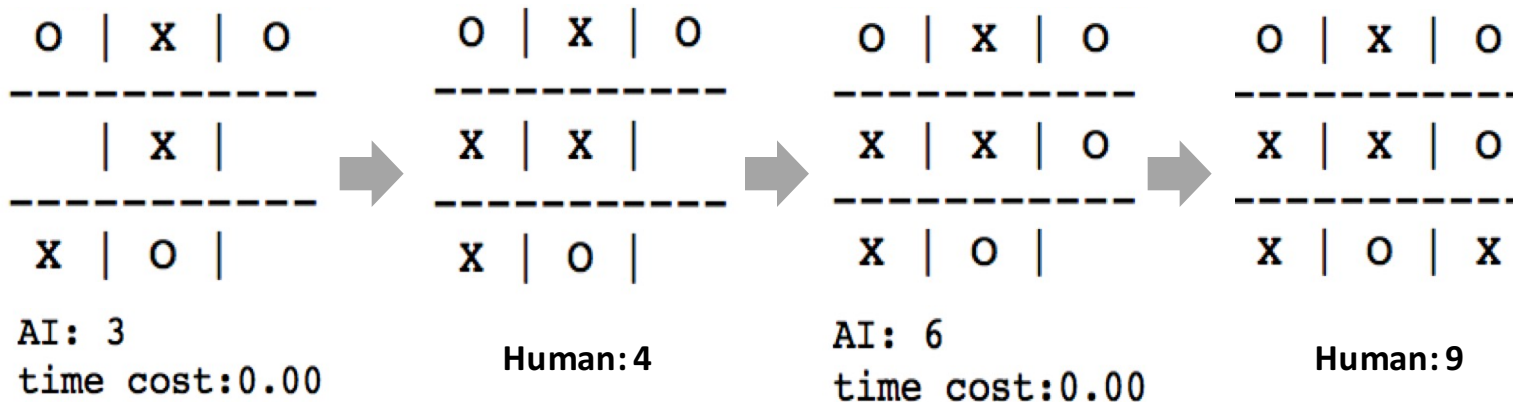 O | X | O
-----------
| X |
-----------
X | O |
AI: 3
time cost:0.00
O | X | O
-----------
X | X |
-----------
X | O |
Human: 4
O | X | O
-----------
X | X | O
-----------
X | O |
AI: 6
time cost:0.00
O | X | O
-----------
X | X | O
-----------
X | O | X
Human: 9